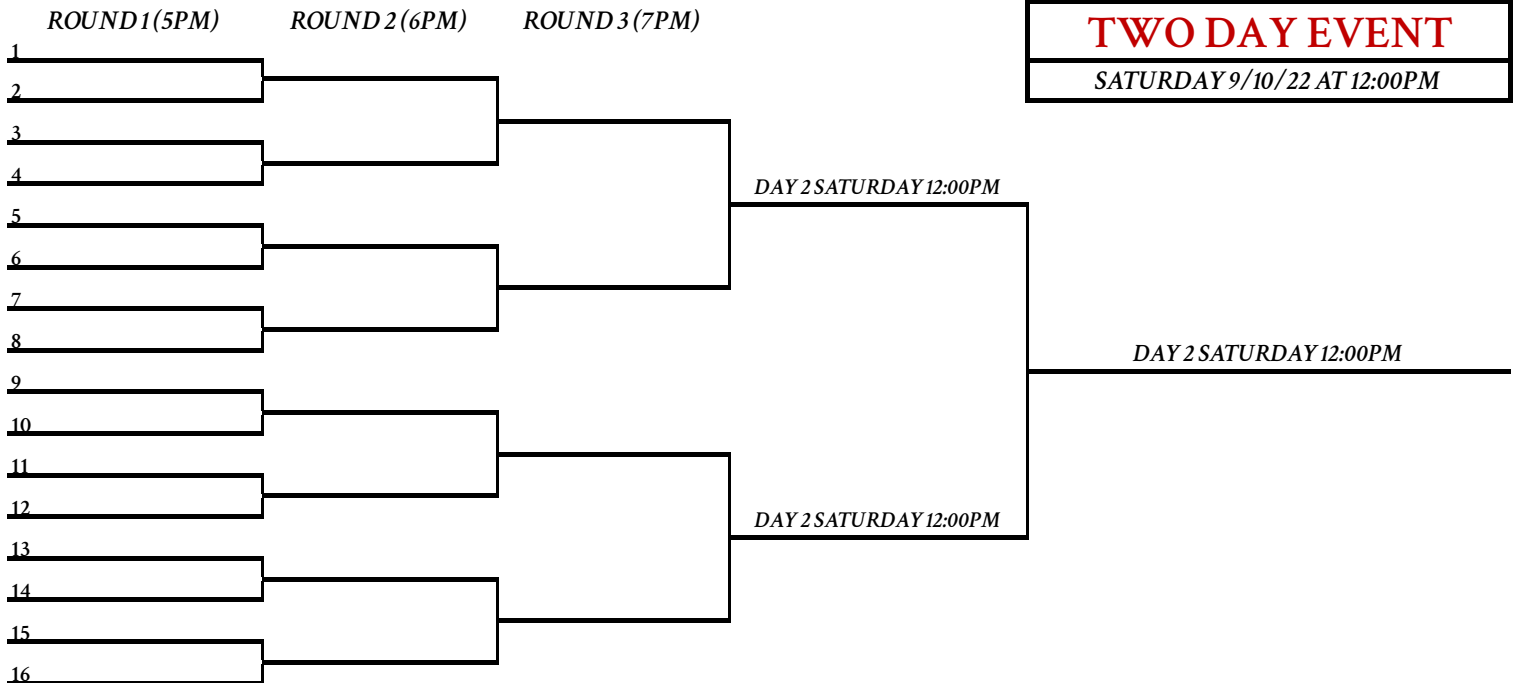 ROUND 1 (5PM)
ROUND 2 (6PM)
ROUND 3 (7PM)
TWO DAY EVENT
SATURDAY 9/10/22 AT 12:00PM
1
2
3
4
DAY 2 SATURDAY 12:00PM
5
6
7
8
DAY 2 SATURDAY 12:00PM
9
10
11
12
DAY 2 SATURDAY 12:00PM
13
14
15
16